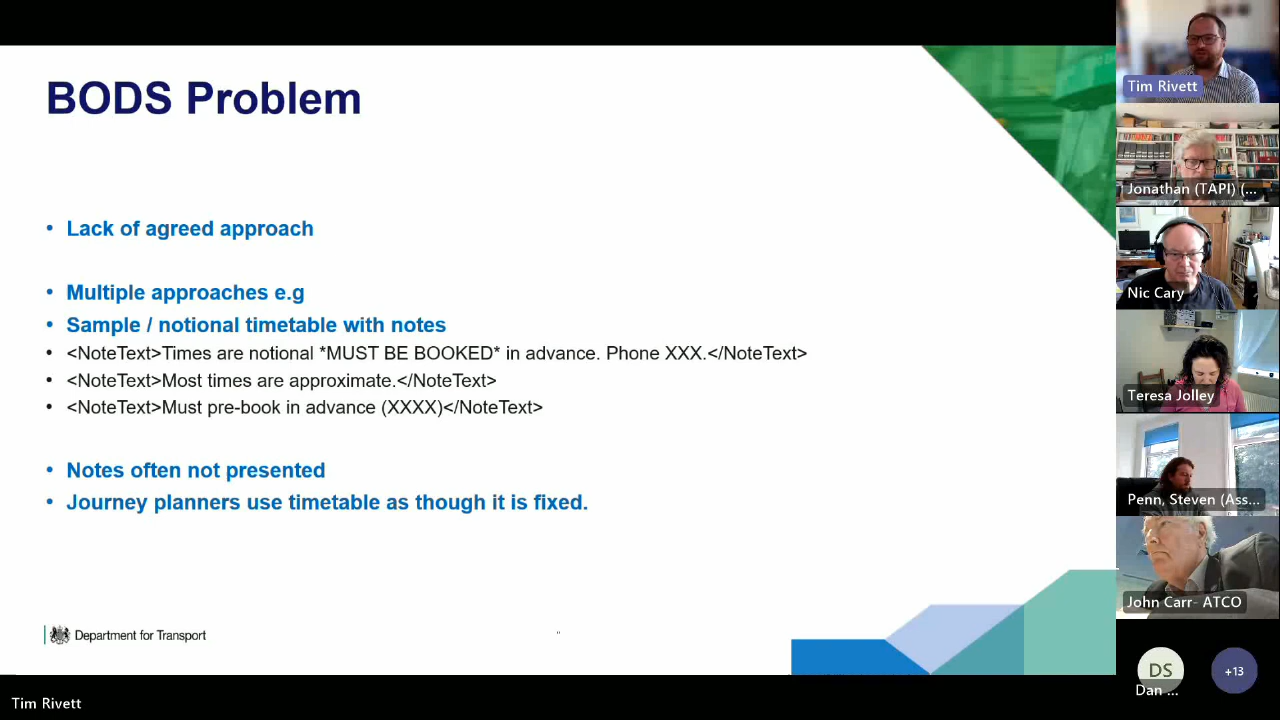 BODS Problem
• Lack of agreed approach
• Multiple approaches e.g
• Sample / notional timetable with notes
• <NoteText>Times are notional *MUST BE BOOKED* in advance. Phone XXX.</NoteText>
• <NoteText>Most times are approximate.</NoteText>
• <NoteText>Must pre-book in advance (XXXX)</NoteText>
• Notes often not presented
• Journey planners use timetable as though it is fixed.
Department for Transport
Tim Rivett
Tim Rivett
Jonathan (TAPI) (...
Nic Cary
Teresa Jolley
Penn, Steven (Ass...
John Carr- ATCO
DS
Dan ...
+13